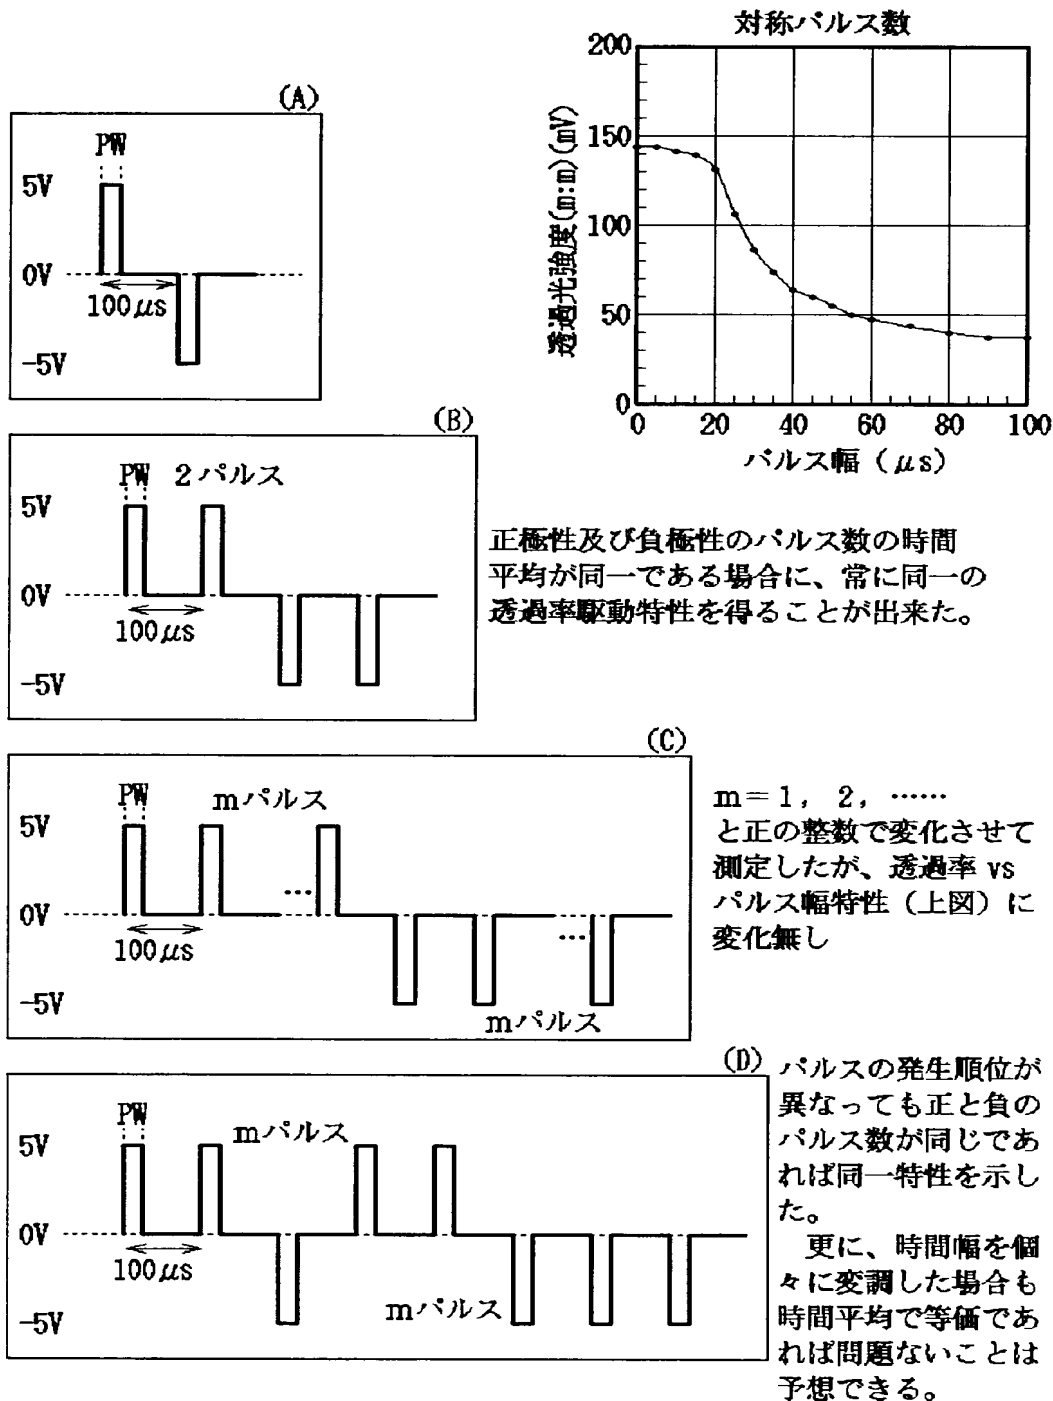 対称パルス数
200
150
100
50
0
透過光強度(m:m)(mV)
0 20 40 60 80 100
パルス幅（μs）
(A)
PW
5V
0V
100μs
-5V
(B)
PW 2パルス
5V
0V
100μs
-5V
正極性及び負極性のパルス数の時間
平均が同一である場合に、常に同一の
透過率駆動特性を得ることが出来た。
(C)
PW mパルス
5V
…
0V
100μs
…
-5V
mパルス
m＝1，2，……
と正の整数で変化させて
測定したが、透過率 vs
パルス幅特性（上図）に
変化無し
(D)
PW
mパルス
5V
0V
100μs
mパルス
-5V
パルスの発生順位が
異なっても正と負の
パルス数が同じであ
れば同一特性を示し
た。
更に、時間幅を個
々に変調した場合も
時間平均で等価であ
れば問題ないことは
予想できる。